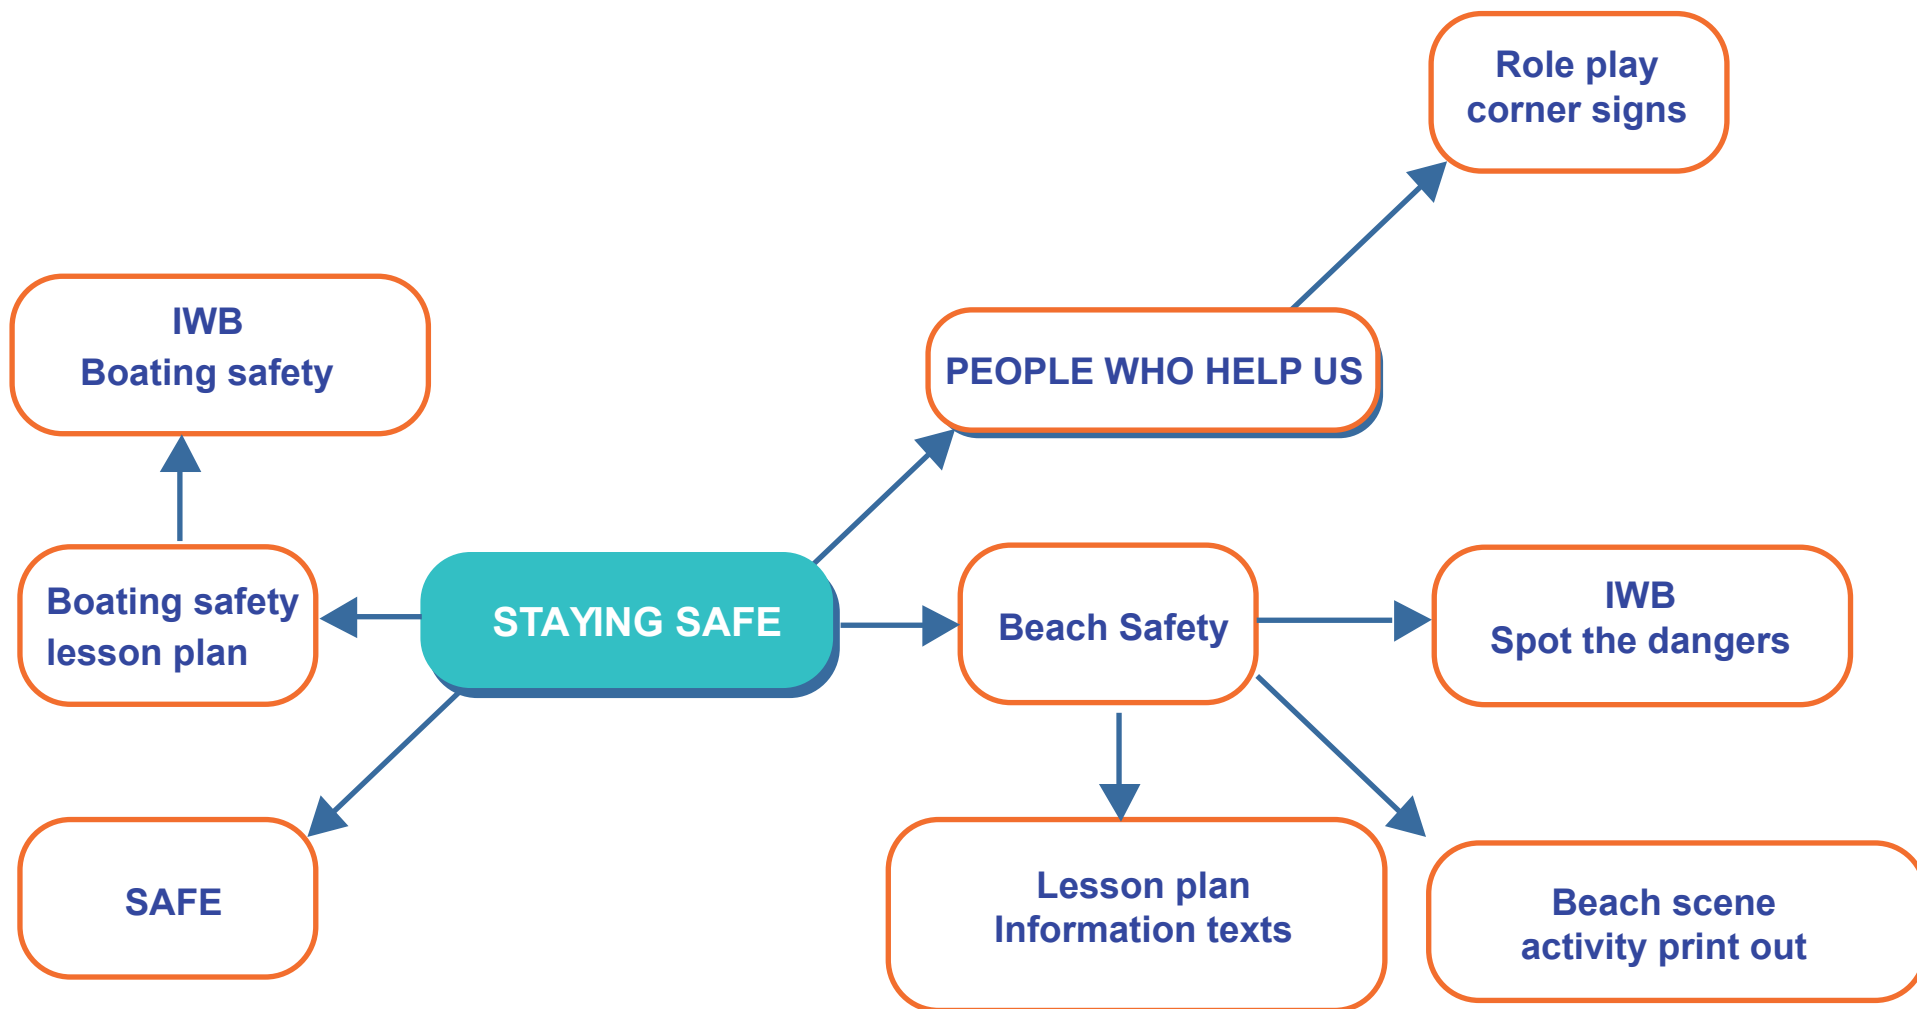 Role play
corner signs
IWB
Boating safety
PEOPLE WHO HELP US
Boating safety
lesson plan
STAYING SAFE
Beach Safety
IWB
Spot the dangers
SAFE
Lesson plan
Information texts
Beach scene
activity print out